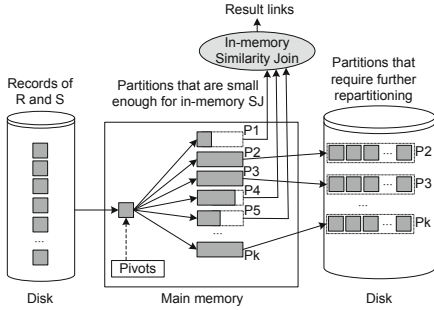 Result links
In-memory
Similarity Join
Partitions that
require further
repartitioning
Records of
R and S
Partitions that are small
enough for in-memory SJ
P1
P2
P3
P4
P5
...
Pk
Pivots
...
... P2
... P3
...
... Pk
Disk
Main memory
Disk